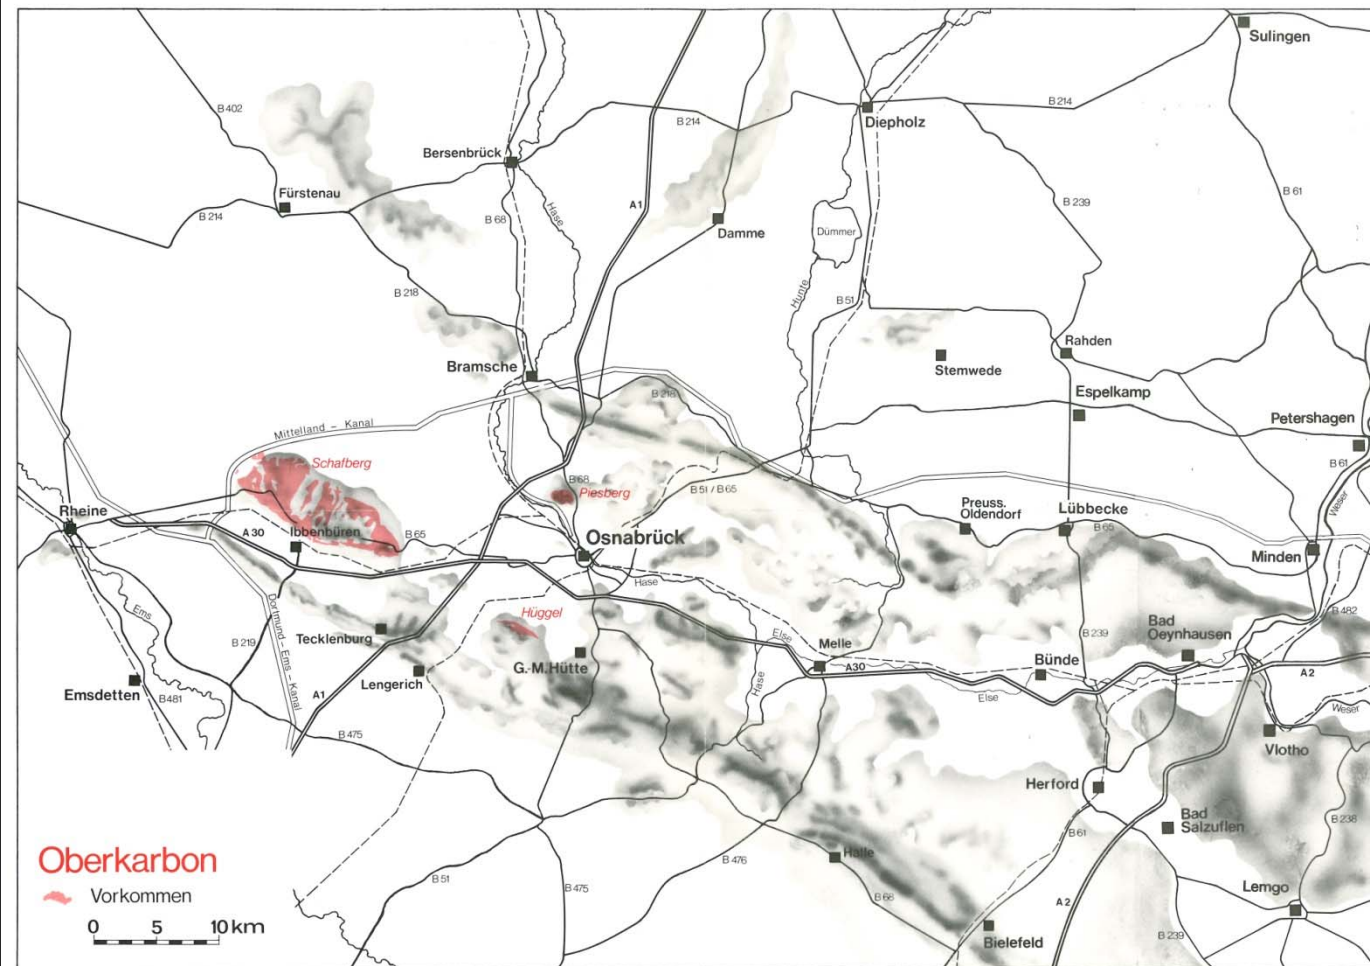 Sulingen
B 402
B 214
B 214
Diepholz
Bersenbrück
Fürstenau
B 214
B 68
Hase
A1
Damme
Dümmer
B 239
B 61
B 218
Hunte
B 51
Bramsche
Stemwede
Rahden
Espelkamp
B 218
Petershagen
Mittelland - Kanal
Schafberg
B 68
Piesberg
B 51 / B 65
B 61
Weser
Rheine
A 30
Ibbenbüren
B 65
Osnabrück
Preuss.
Oldendorf
Lübbecke
B 65
Minden
Hase
Ems
Dortmund - Ems - Kanal
B 219
Tecklenburg
Hüggel
G.-M.Hütte
Else
Melle
A30
B 239
Bad
Oeynhausen
B 482
Bünde
A 2
Emsdetten
B 481
A1
Lengerich
Hase
Else
Weser
B 475
Vlotho
Herford
B 61
Bad
Salzuflen
B 238
Oberkarbon
Vorkommen
0 5 10 km
B 51
B 475
B 476
Halle
B 68
A 2
Lemgo
Bielefeld
B 239